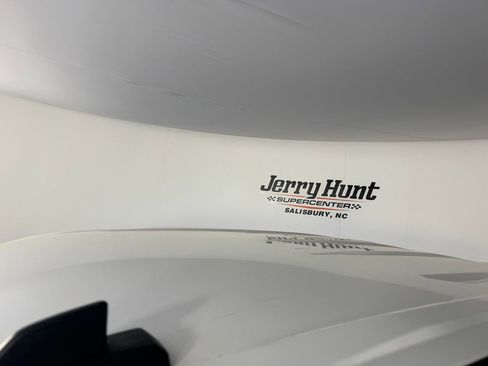 Jerry Hunt
SUPERCENTER
SALISBURY, NC